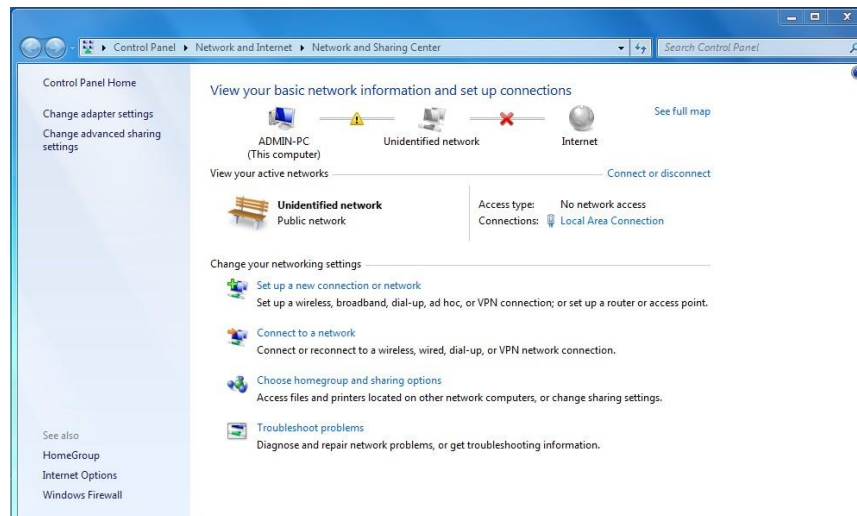 Control Panel ▸ Network and Internet ▸ Network and Sharing Center
Search Control Panel
Control Panel Home
Change adapter settings
Change advanced sharing
settings
View your basic network information and set up connections
See full map
ADMIN-PC
(This computer)
Unidentified network
Internet
View your active networks
Connect or disconnect
Unidentified network
Public network
Access type: No network access
Connections: Local Area Connection
Change your networking settings
Set up a new connection or network
Set up a wireless, broadband, dial-up, ad hoc, or VPN connection; or set up a router or access point.
Connect to a network
Connect or reconnect to a wireless, wired, dial-up, or VPN network connection.
Choose homegroup and sharing options
Access files and printers located on other network computers, or change sharing settings.
Troubleshoot problems
Diagnose and repair network problems, or get troubleshooting information.
See also
HomeGroup
Internet Options
Windows Firewall